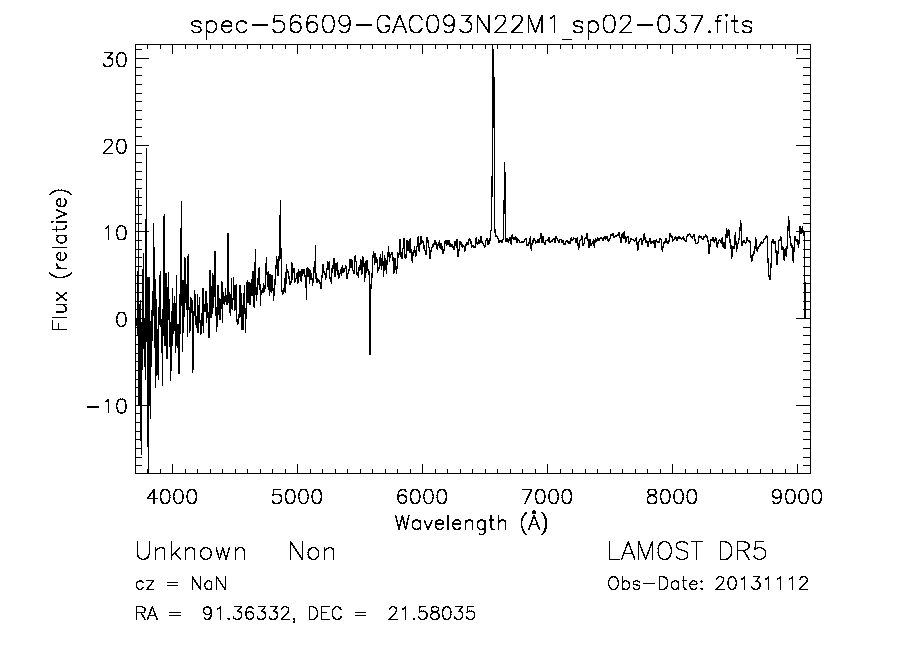 spec-56609-GAC093N22M1_sp02-037.fits
30
20
10
0
-10
Flux (relative)
4000 5000 6000 7000 8000 9000
Wavelength (Å)
Unknown Non LAMOST DR5
cz = NaN Obs-Date: 20131112
RA = 91.36332, DEC = 21.58035